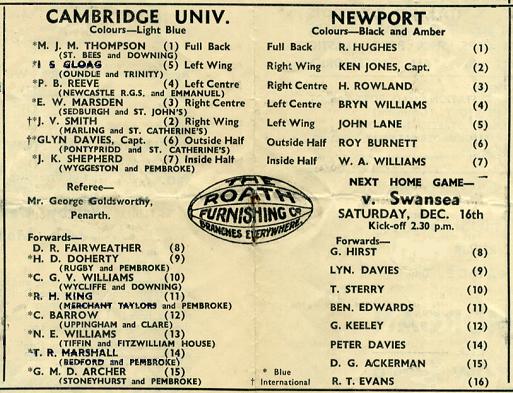 CAMBRIDGE UNIV.
Colours—Light Blue
*M. J. M. THOMPSON (1) Full Back
(ST. BEES and DOWNING)
*I S GLOAG (5) Left Wing
(OUNDLE and TRINITY)
*P. B. REEVE (4) Left Centre
(NEWCASTLE R.G.S, and EMMANUEL)
*E. W. MARSDEN (3) Right Centre
(SEDBURGH and ST. JOHN'S)
†*J. V. SMITH (2) Right Wing
(MARLING and ST. CATHERINE'S)
†*GLYN DAVIES, Capt. (6) Outside Half
(PONTYPRIDD and ST. CATHERINE'S)
*J. K. SHEPHERD (7) Inside Half
(WYGGESTON and PEMBROKE)
Referee—
Mr. George Goldsworthy,
Penarth.
Forwards—
D. R. FAIRWEATHER (8)
*H. D. DOHERTY (9)
(RUGBY and PEMBROKE)
*C. G. V. WILLIAMS (10)
(WYCLIFFE and DOWNING)
*R. H. KING (11)
(MERCHANT TAYLORS and PEMBROKE)
*C. BARROW (12)
(UPPINGHAM and CLARE)
*N. E. WILLIAMS (13)
(TIFFIN and FITZWILLIAM HOUSE)
*T. R. MARSHALL (14)
(BEDFORD and PEMBROKE)
*G. M. D. ARCHER (15)
(STONEYHURST and PEMBROKE)
THE
ROATH
FURNISHING Co
BRANCHES EVERYWHERE.
* Blue
† International
NEWPORT
Colours—Black and Amber
Full Back R. HUGHES (1)
Right Wing KEN JONES, Capt. (2)
Right Centre H. ROWLAND (3)
Left Centre BRYN WILLIAMS (4)
Left Wing JOHN LANE (5)
Outside Half ROY BURNETT (6)
Inside Half W. A. WILLIAMS (7)
NEXT HOME GAME—
v. Swansea
SATURDAY, DEC. 16th
Kick-off 2.30 p.m.
Forwards—
G. HIRST (8)
LYN. DAVIES (9)
T. STERRY (10)
BEN. EDWARDS (11)
G. KEELEY (12)
PETER DAVIES (14)
D. G. ACKERMAN (15)
R. T. EVANS (16)